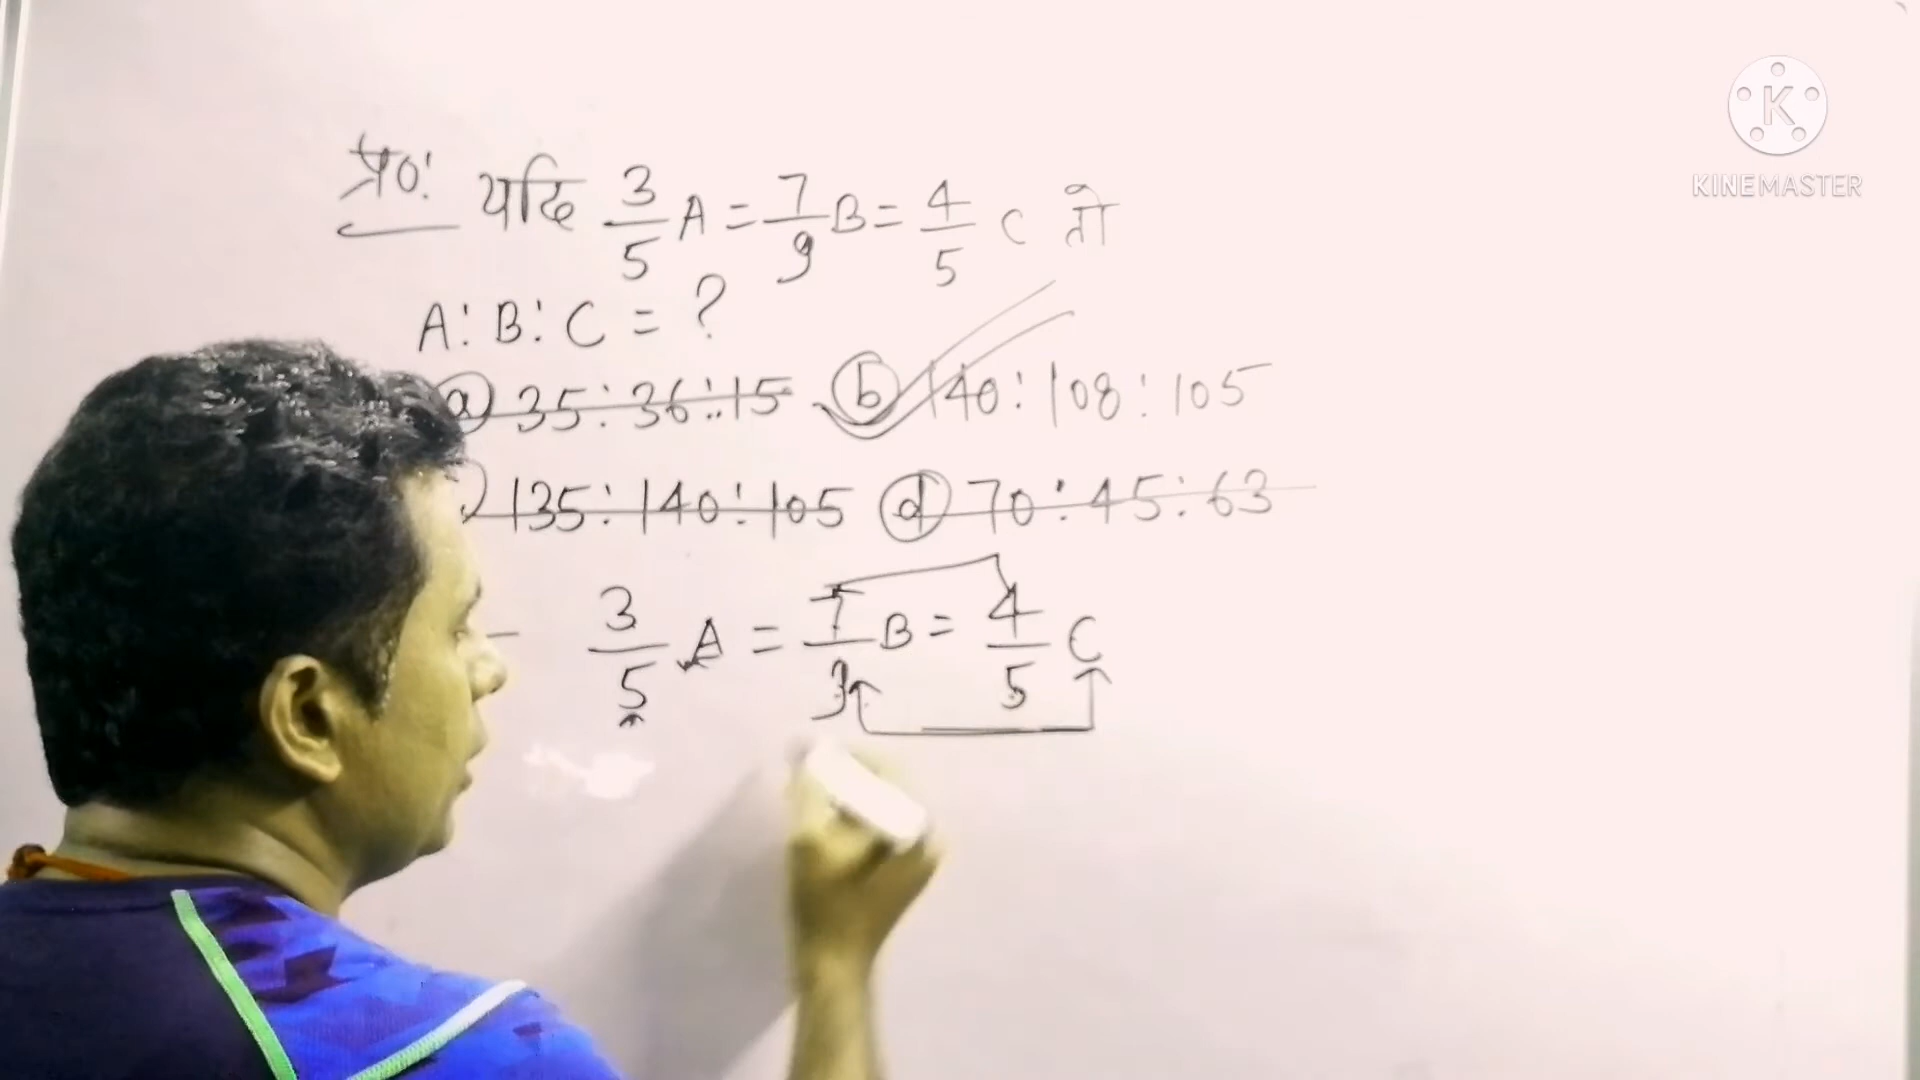 प्र०: यदि 3/5 A = 7/9 B = 4/5 C तो
A:B:C = ?
a) 35:36:15 (b) 140:108:105
) 135:140:105 (d) 70:45:63
- 3/5 A = 7/9 B = 4/5 C
K
KINEMASTER